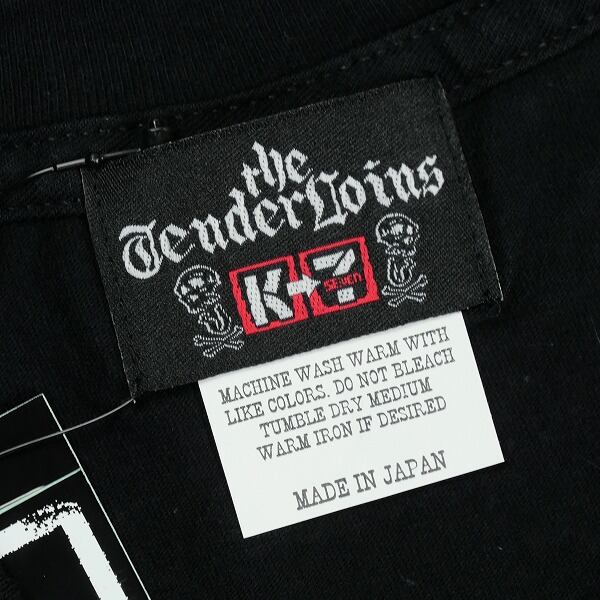 the
TenderLoins
K→7
SEVEN
MACHINE WASH WARM WITH
LIKE COLORS. DO NOT BLEACH
TUMBLE DRY MEDIUM
WARM IRON IF DESIRED
MADE IN JAPAN